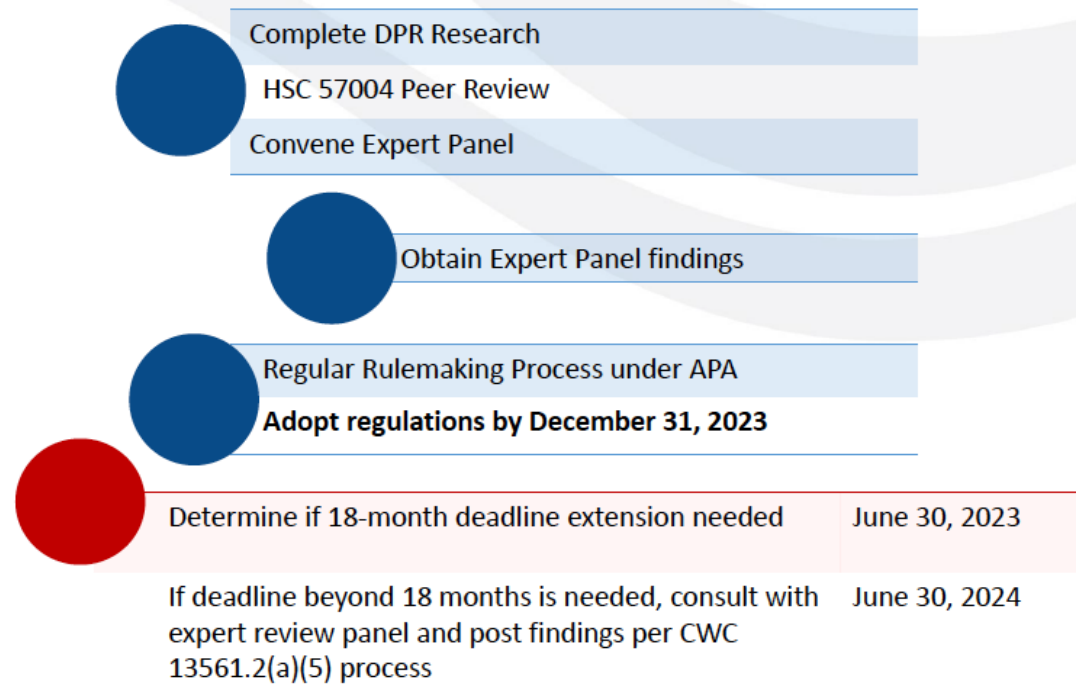 Complete DPR Research
HSC 57004 Peer Review
Convene Expert Panel
Obtain Expert Panel findings
Regular Rulemaking Process under APA
Adopt regulations by December 31, 2023
Determine if 18-month deadline extension needed June 30, 2023
If deadline beyond 18 months is needed, consult with June 30, 2024
expert review panel and post findings per CWC
13561.2(a)(5) process